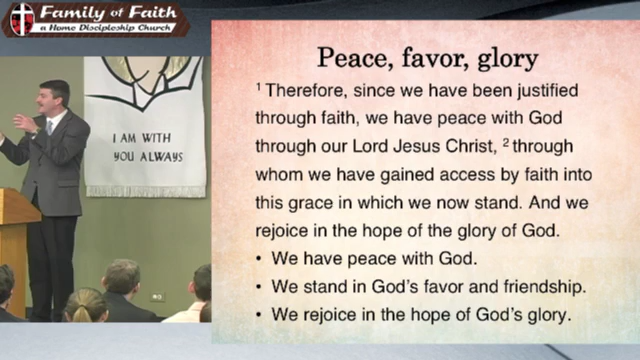 Family of Faith
a Home Discipleship Church
I AM WITH
YOU ALWAYS
Peace, favor, glory
1 Therefore, since we have been justified
through faith, we have peace with God
through our Lord Jesus Christ, 2 through
whom we have gained access by faith into
this grace in which we now stand. And we
rejoice in the hope of the glory of God.
• We have peace with God.
• We stand in God's favor and friendship.
• We rejoice in the hope of God's glory.